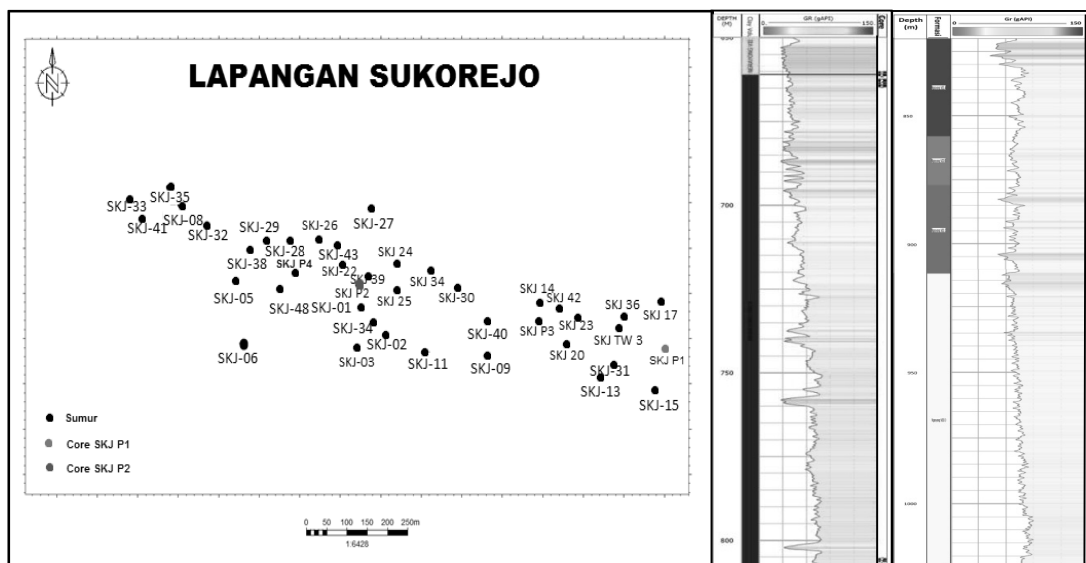 LAPANGAN SUKOREJO
N
SKJ-35
SKJ-33
SKJ-08
SKJ-41
SKJ-32
SKJ-27
SKJ-29
SKJ-26
SKJ-28
SKJ-43
SKJ-38
SKJ P4
SKJ-22
SKJ 24
SKJ 34
SKJ-05
SKJ-48
SKJ P2
SKJ 25
SKJ-30
SKJ-01
SKJ 14
SKJ 42
SKJ 36
SKJ 17
SKJ-34
SKJ-40
SKJ P3
SKJ 23
SKJ TW 3
SKJ-06
SKJ-03
SKJ-02
SKJ-11
SKJ-09
SKJ 20
SKJ-31
SKJ P1
SKJ-13
SKJ-15
Sumur
Core SKJ P1
Core SKJ P2
0 50 100 150 200 250m
1:6428
DEPTH (M)
GR (gAPI)
0. 150.
Core
650
700
750
800
Depth (m)
Formasi
Gr (gAPI)
0 150
850
900
950
1000